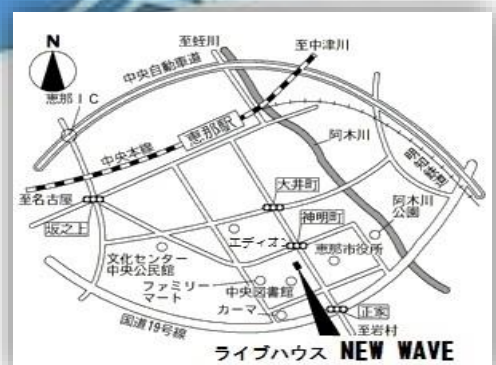 N
至蛭川
至中津川
中央自動車道
恵那IC
恵那駅
中央本線
阿木川
明知鉄道
至名古屋
大井町
阿木川
公園
神明町
坂之上
エディオン
文化センター
中央公民館
恵那市役所
ファミリー
マート
中央図書館
カーマ
正家
国道19号線
至岩村
ライブハウス NEW WAVE